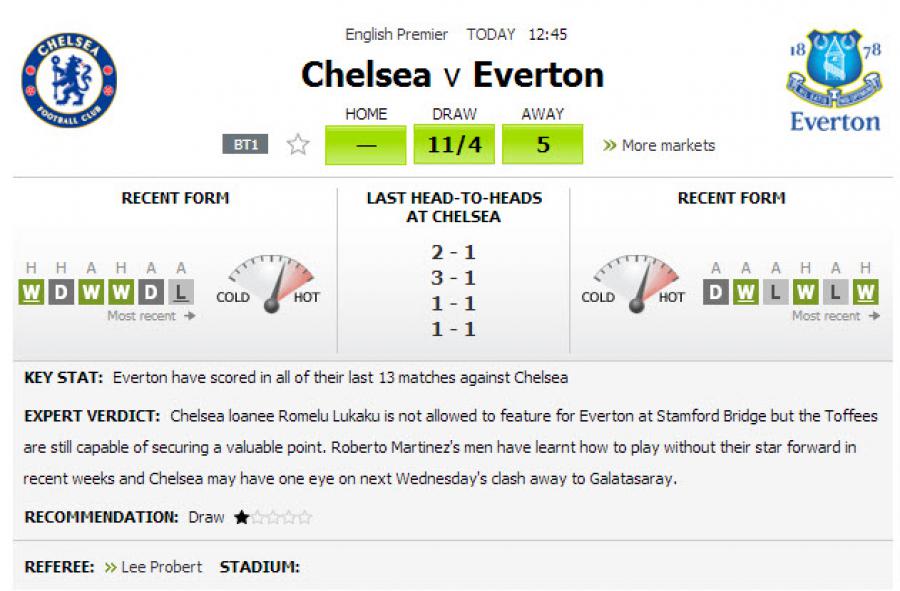 CHELSEA
FOOTBALL CLUB
English Premier TODAY 12:45
Chelsea v Everton
18 78
Everton
HOME DRAW AWAY
BT1 — 11/4 5 » More markets
RECENT FORM
H H A H A A
W D W W D L
Most recent
COLD HOT
LAST HEAD-TO-HEADS
AT CHELSEA
2 - 1
3 - 1
1 - 1
1 - 1
RECENT FORM
COLD HOT
A A A H A H
D W L W L W
Most recent
KEY STAT: Everton have scored in all of their last 13 matches against Chelsea
EXPERT VERDICT: Chelsea loanee Romelu Lukaku is not allowed to feature for Everton at Stamford Bridge but the Toffees
are still capable of securing a valuable point. Roberto Martinez's men have learnt how to play without their star forward in
recent weeks and Chelsea may have one eye on next Wednesday's clash away to Galatasaray.
RECOMMENDATION: Draw
REFEREE: » Lee Probert STADIUM: